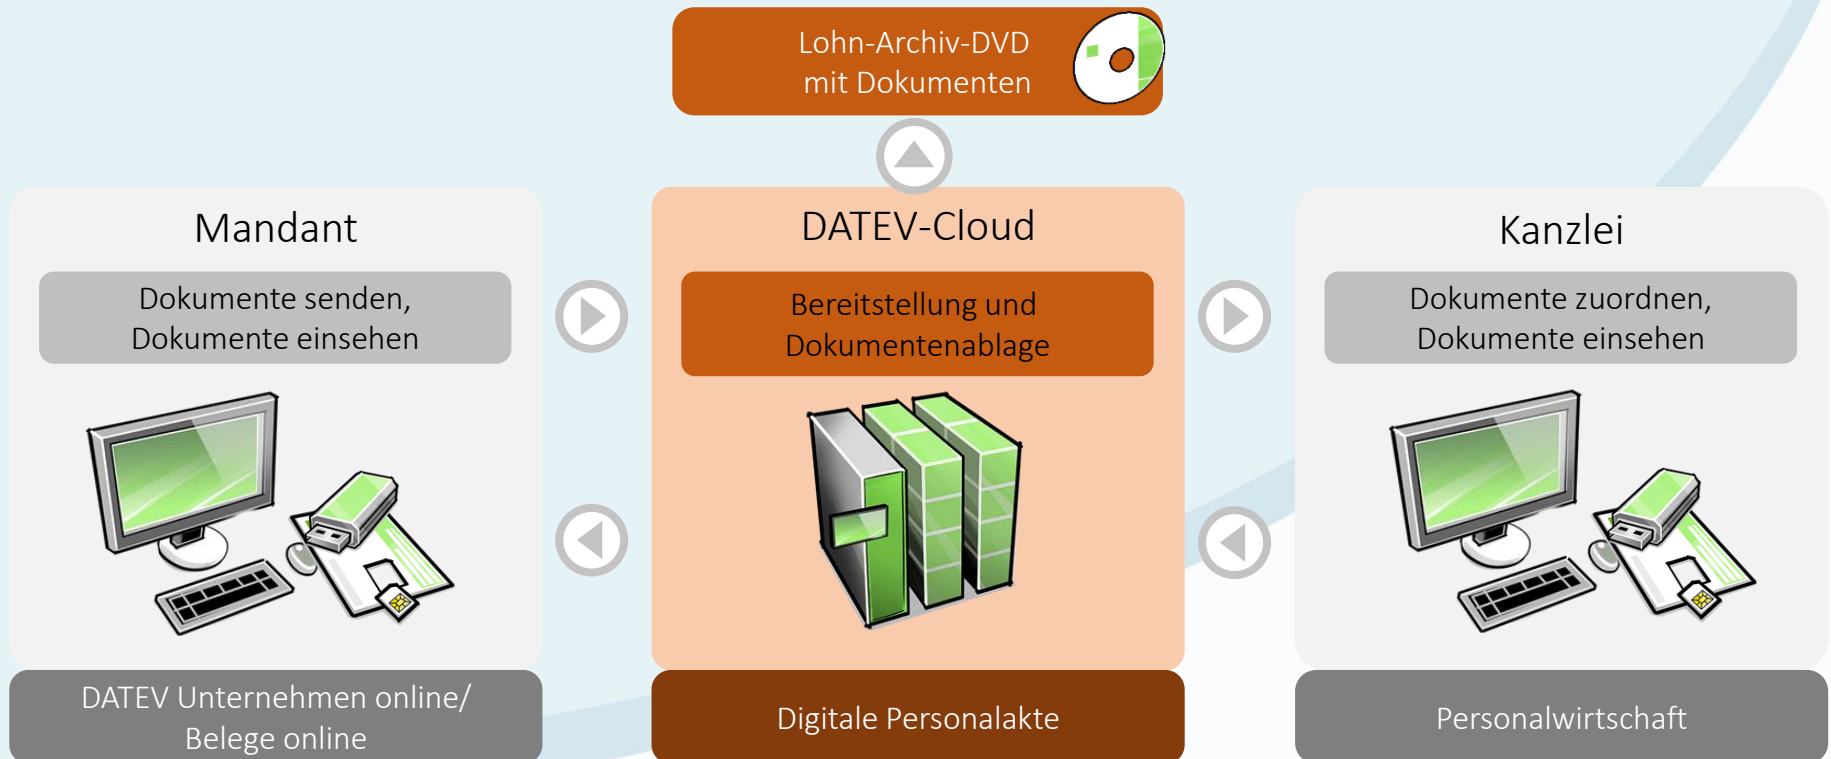 Lohn-Archiv-DVD
mit Dokumenten
Mandant
Dokumente senden,
Dokumente einsehen
DATEV Unternehmen online/
Belege online
DATEV-Cloud
Bereitstellung und
Dokumentenablage
Digitale Personalakte
Kanzlei
Dokumente zuordnen,
Dokumente einsehen
Personalwirtschaft